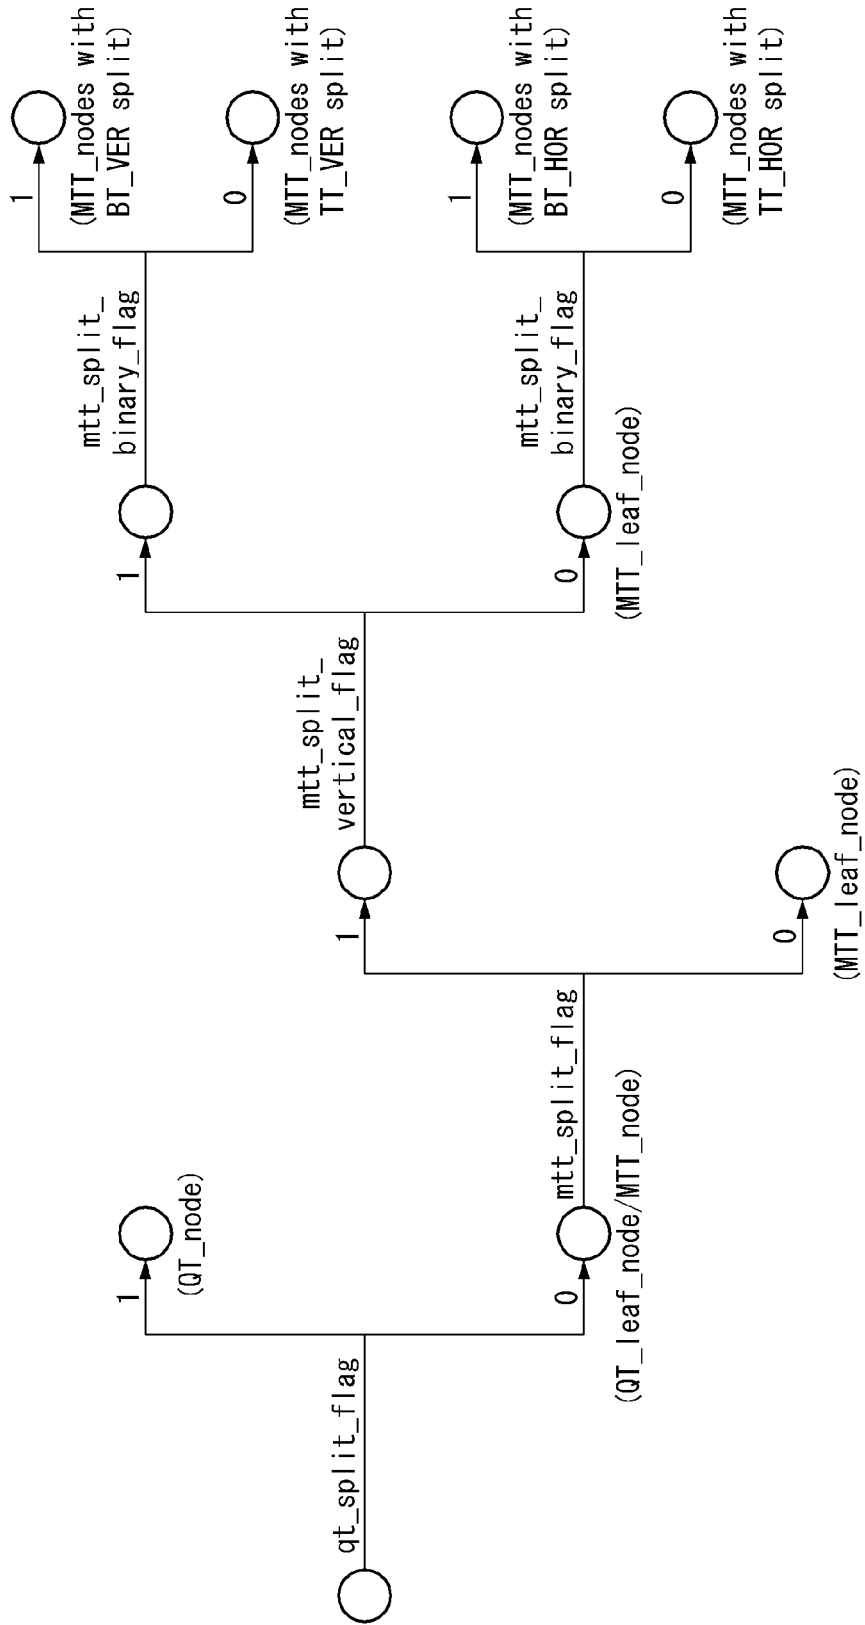 qt_split_flag
1
(QT_node)
0
(QT_leaf_node/MTT_node)
mtt_split_flag
1
0
(MTT_leaf_node)
mtt_split_
vertical_flag
1
0
(MTT_leaf_node)
mtt_split_
binary_flag
1
(MTT_nodes with
BT_VER split)
0
(MTT_nodes with
TT_VER split)
mtt_split_
binary_flag
1
(MTT_nodes with
BT_HOR split)
0
(MTT_nodes with
TT_HOR split)